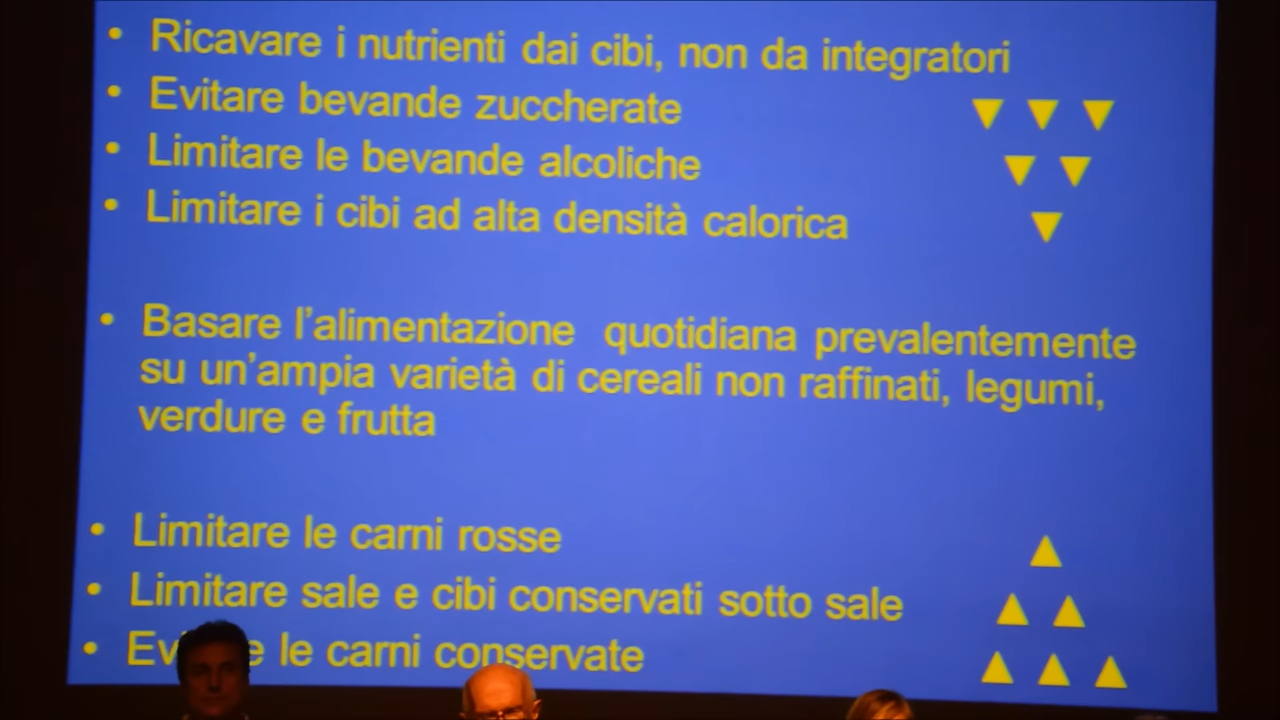 • Ricavare i nutrienti dai cibi, non da integratori
• Evitare bevande zuccherate ▼ ▼ ▼
• Limitare le bevande alcoliche ▼ ▼
• Limitare i cibi ad alta densità calorica ▼
• Basare l'alimentazione quotidiana prevalentemente
su un'ampia varietà di cereali non raffinati, legumi,
verdure e frutta
• Limitare le carni rosse ▲
• Limitare sale e cibi conservati sotto sale ▲ ▲
• le carni conservate ▲ ▲ ▲